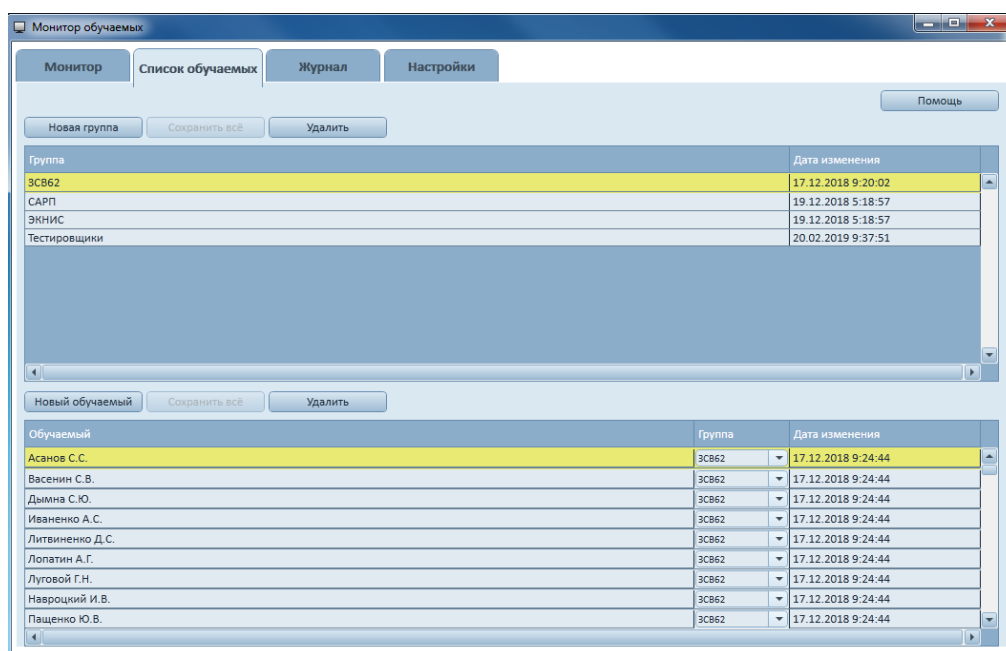 Монитор обучаемых
Монитор Список обучаемых Журнал Настройки
Помощь
Новая группа Сохранить всё Удалить
Группа Дата изменения
ЗСВ62 17.12.2018 9:20:02
САРП 19.12.2018 5:18:57
ЭКНИС 19.12.2018 5:18:57
Тестировщики 20.02.2019 9:37:51
Новый обучаемый Сохранить всё Удалить
Обучаемый Группа Дата изменения
Асанов С.С. ЗСВ62 17.12.2018 9:24:44
Васенин С.В. ЗСВ62 17.12.2018 9:24:44
Дымна С.Ю. ЗСВ62 17.12.2018 9:24:44
Иваненко А.С. ЗСВ62 17.12.2018 9:24:44
Литвиненко Д.С. ЗСВ62 17.12.2018 9:24:44
Лопатин А.Г. ЗСВ62 17.12.2018 9:24:44
Луговой Г.Н. ЗСВ62 17.12.2018 9:24:44
Навроцкий И.В. ЗСВ62 17.12.2018 9:24:44
Пащенко Ю.В. ЗСВ62 17.12.2018 9:24:44